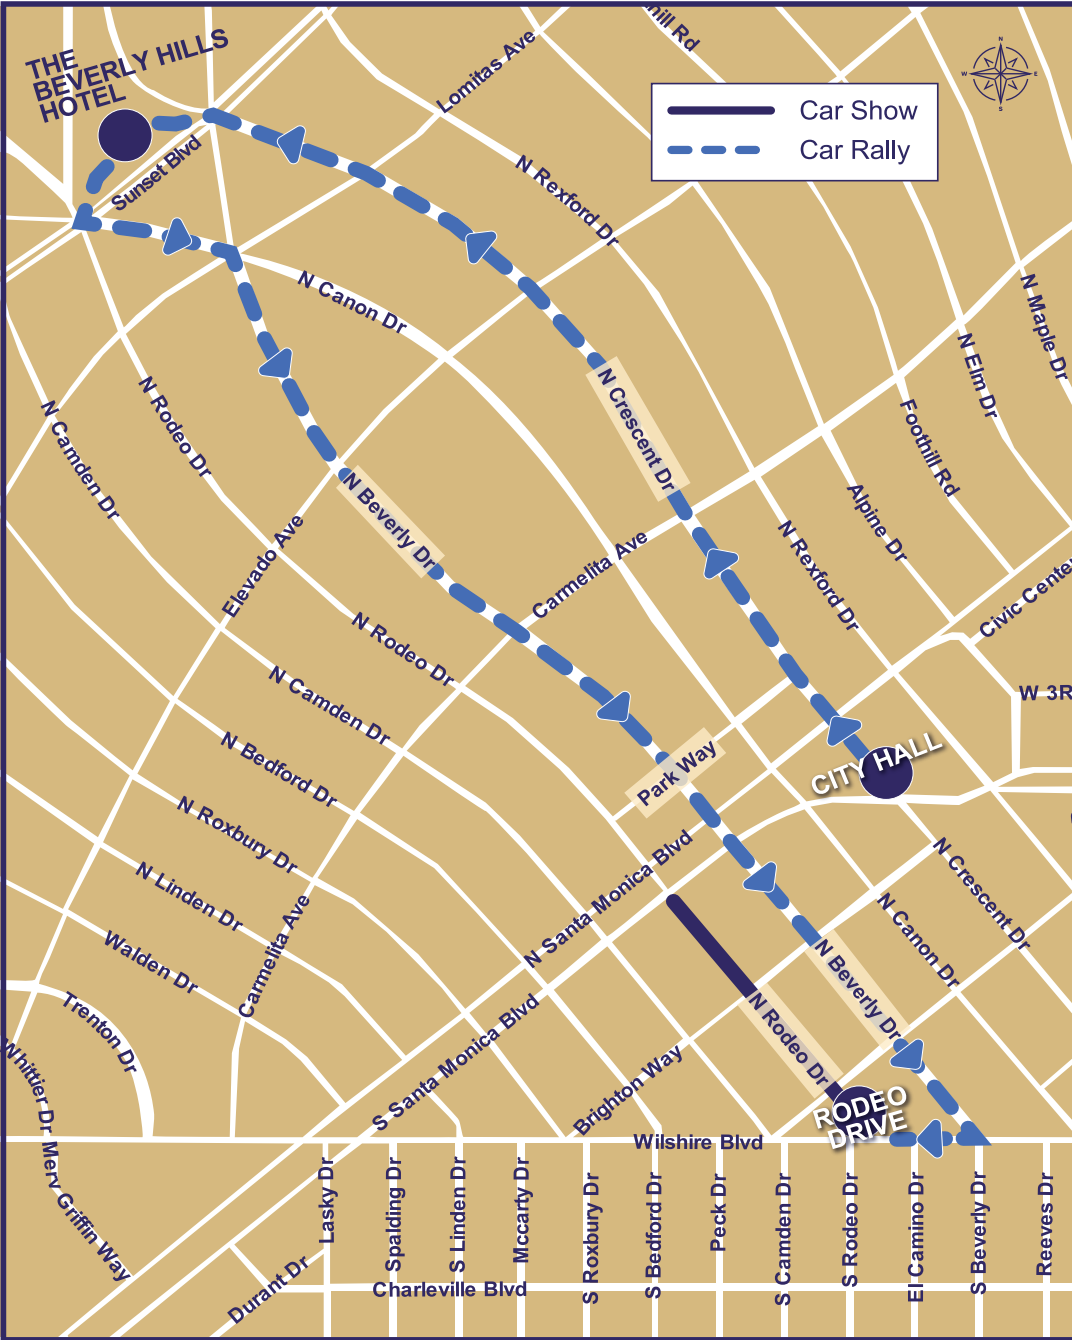 THE
BEVERLY HILLS
HOTEL
Sunset Blvd
Lomitas Ave
hill Rd
N
W
E
S
Car Show
Car Rally
N Rexford Dr
N Canon Dr
N Maple Dr
N Elm Dr
Foothill Rd
N Crescent Dr
N Rodeo Dr
N Camden Dr
N Beverly Dr
Alpine Dr
Elevado Ave
Carmelita Ave
N Rexford Dr
Civic Center
N Rodeo Dr
N Camden Dr
W 3R
N Bedford Dr
Park Way
CITY HALL
N Roxbury Dr
N Santa Monica Blvd
N Crescent Dr
N Linden Dr
N Canon Dr
Walden Dr
Carmelita Ave
N Beverly Dr
Trenton Dr
S Santa Monica Blvd
N Rodeo Dr
Whittier Dr
Brighton Way
RODEO
DRIVE
Wilshire Blvd
Merv Griffin Way
Lasky Dr
Spalding Dr
S Linden Dr
Mccarty Dr
S Roxbury Dr
S Bedford Dr
Peck Dr
S Camden Dr
S Rodeo Dr
El Camino Dr
S Beverly Dr
Reeves Dr
Durant Dr
Charleville Blvd